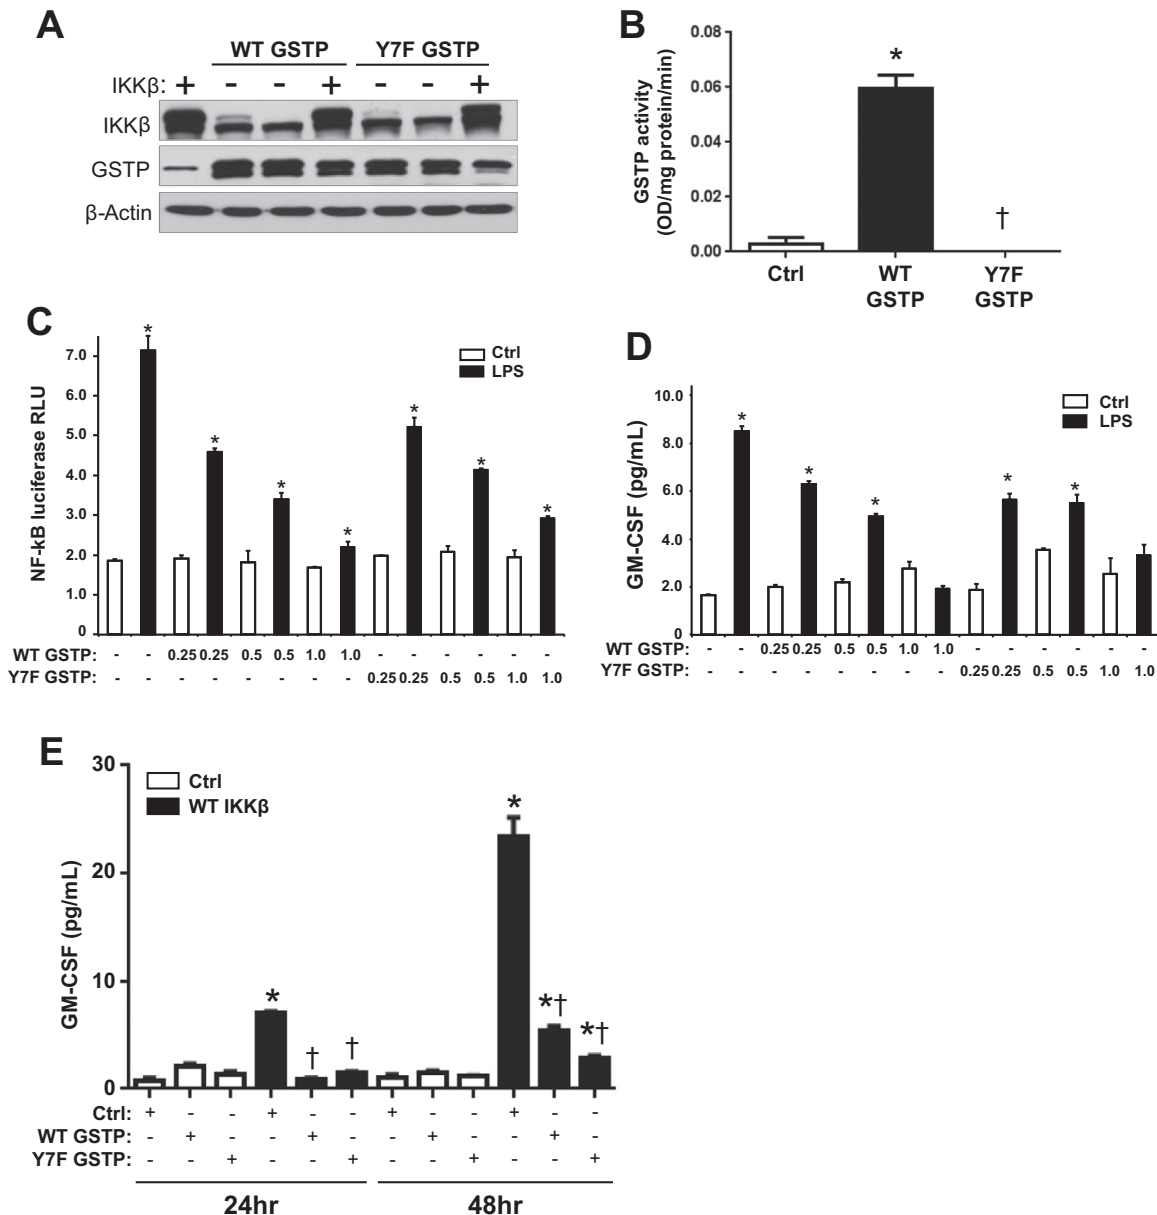 A
WT GSTP
Y7F GSTP
IKKβ: + - - + - - +
IKKβ
GSTP
β-Actin
B
GSTP activity
(OD/mg protein/min)
0.08
0.06
0.04
0.02
0.00
*
†
Ctrl
WT
GSTP
Y7F
GSTP
C
NF-kB luciferase RLU
7.0
6.0
5.0
4.0
3.0
2.0
1.0
0
Ctrl
LPS
* * * * * * *
WT GSTP: - - 0.25 0.25 0.5 0.5 1.0 1.0 - - - - - -
Y7F GSTP: - - - - - - - - 0.25 0.25 0.5 0.5 1.0 1.0
D
GM-CSF (pg/mL)
10.0
8.0
6.0
4.0
2.0
0
Ctrl
LPS
* * * * *
WT GSTP: - - 0.25 0.25 0.5 0.5 1.0 1.0 - - - - - -
Y7F GSTP: - - - - - - - - 0.25 0.25 0.5 0.5 1.0 1.0
E
GM-CSF (pg/mL)
30
20
10
0
Ctrl
WT IKKβ
* † † * *† *†
Ctrl: + - - + - - + - - + - -
WT GSTP: - + - - + - - + - - + -
Y7F GSTP: - - + - - + - - + - - +
24hr
48hr